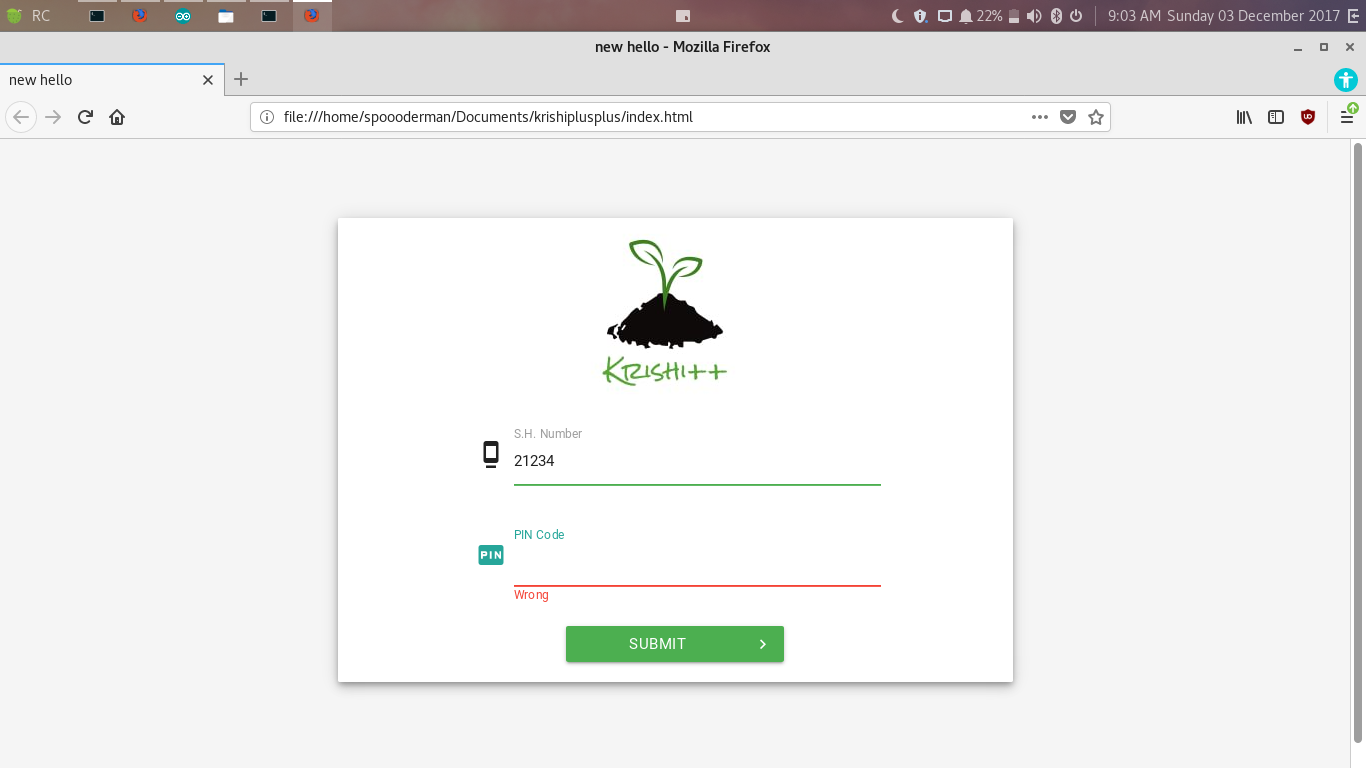 RC
22%
9:03 AM Sunday 03 December 2017
new hello - Mozilla Firefox
new hello
file:///home/spoooderman/Documents/krishiplusplus/index.html
KRISHI++
S.H. Number
21234
PIN Code
PIN
Wrong
SUBMIT